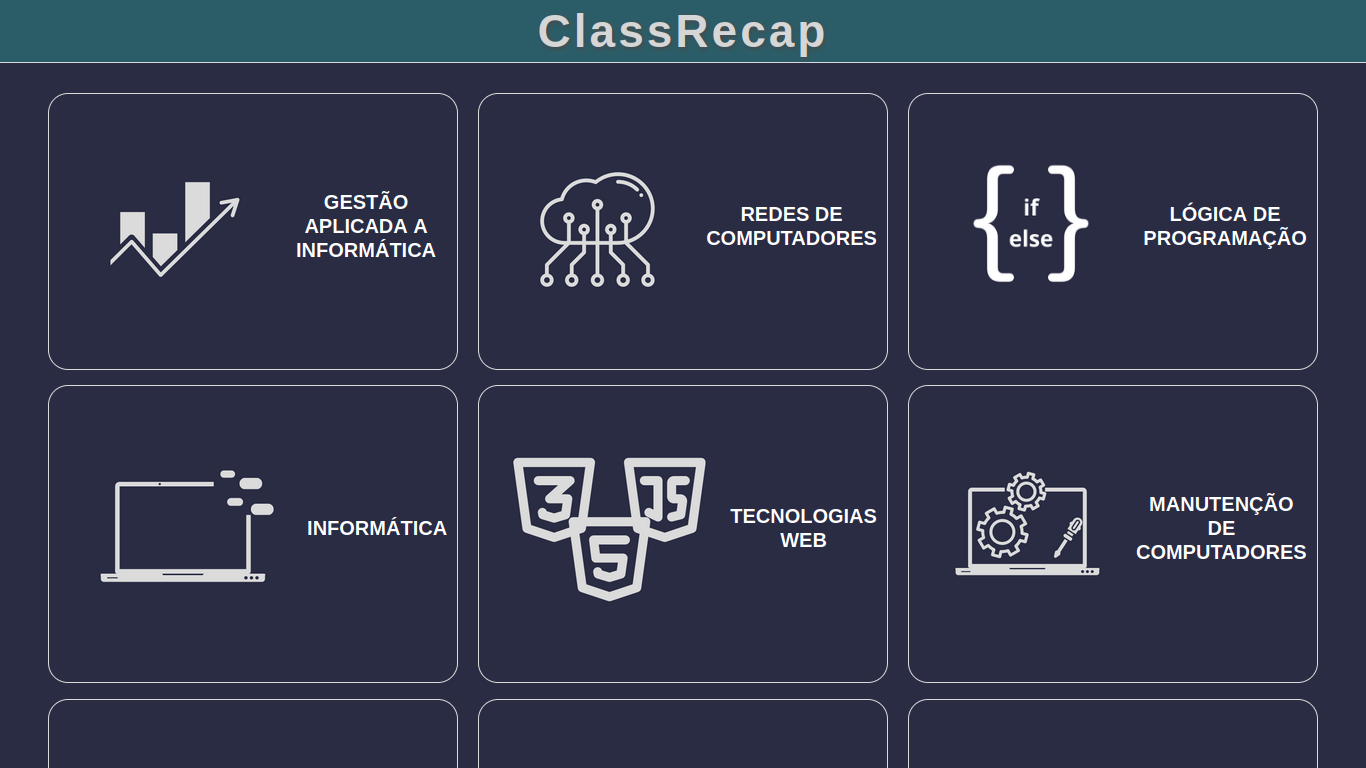 ClassRecap
GESTÃO
APLICADA A
INFORMÁTICA
REDES DE
COMPUTADORES
if
else
LÓGICA DE
PROGRAMAÇÃO
INFORMÁTICA
3
JS
5
TECNOLOGIAS
WEB
MANUTENÇÃO
DE
COMPUTADORES